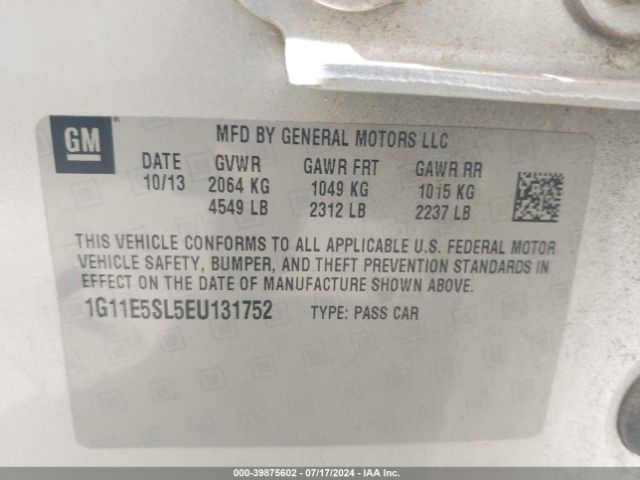 GM
MFD BY GENERAL MOTORS LLC
DATE GVWR GAWR FRT GAWR RR
10/13 2064 KG 1049 KG 1015 KG
4549 LB 2312 LB 2237 LB
THIS VEHICLE CONFORMS TO ALL APPLICABLE U.S. FEDERAL MOTOR
VEHICLE SAFETY, BUMPER, AND THEFT PREVENTION STANDARDS IN
EFFECT ON THE DATE OF MANUFACTURE SHOWN ABOVE.
1G11E5SL5EU131752 TYPE: PASS CAR
©-39875602 - 07/17/2024 - IAA Inc.